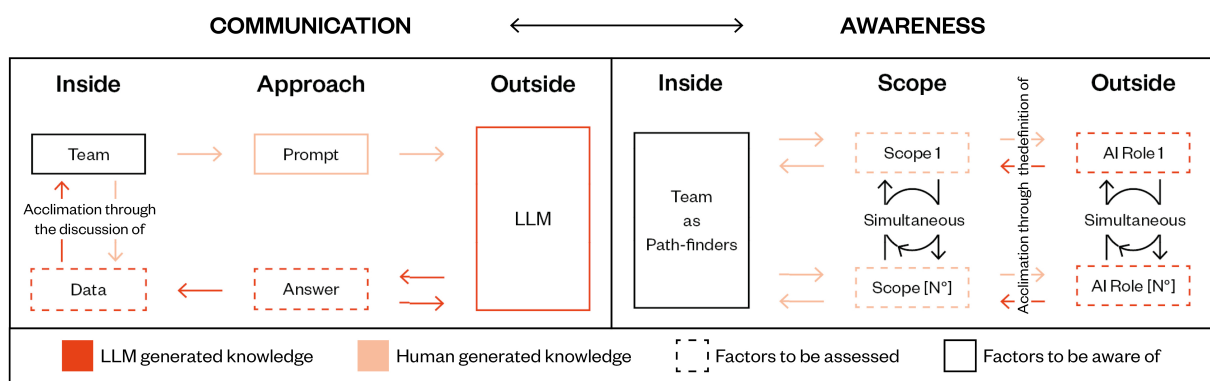 COMMUNICATION
AWARENESS
Inside
Approach
Outside
Team
Prompt
LLM
Acclimation through
the discussion of
Data
Answer
Inside
Scope
Outside
Team
as
Path-finders
Scope 1
Simultaneous
Scope [N°]
Acclimation through thedefinition of
AI Role 1
Simultaneous
AI Role [N°]
LLM generated knowledge
Human generated knowledge
Factors to be assessed
Factors to be aware of